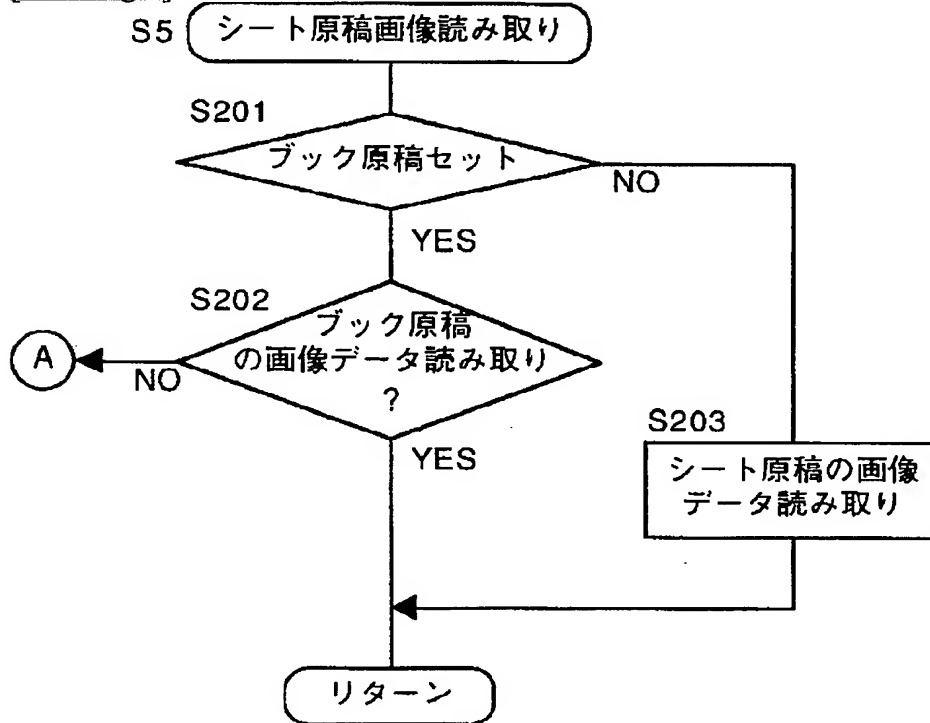 S5 シート原稿画像読み取り
S201
ブック原稿セット
NO
YES
S202
ブック原稿
の画像データ読み取り
?
A
NO
YES
S203
シート原稿の画像
データ読み取り
リターン